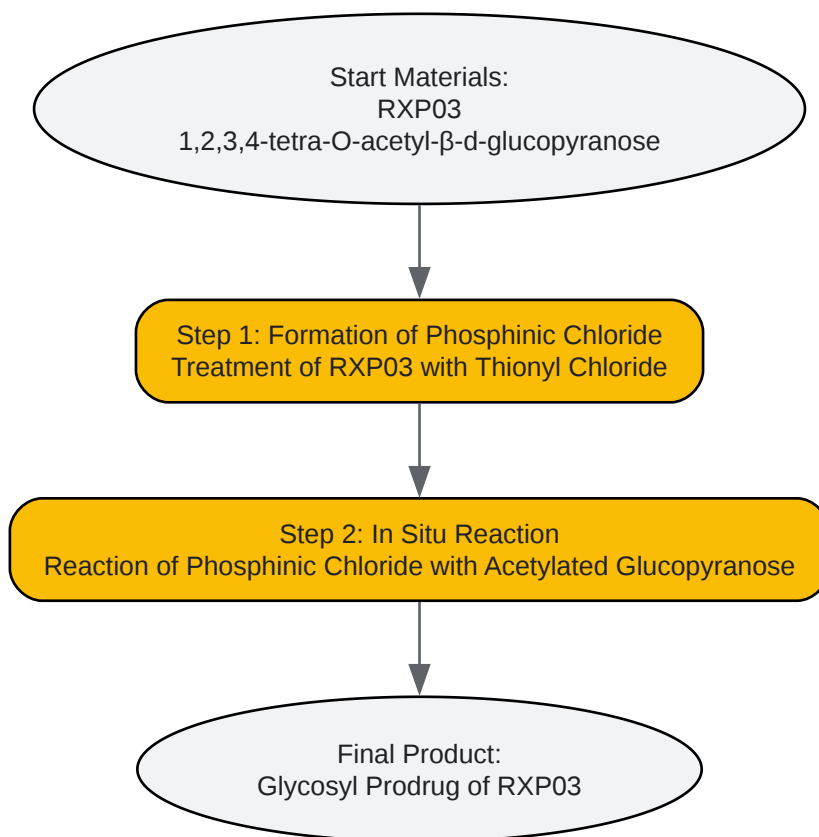 Start Materials:
RXP03
1,2,3,4-tetra-O-acetyl-β-d-glucopyranose
Step 1: Formation of Phosphinic Chloride
Treatment of RXP03 with Thionyl Chloride
Step 2: In Situ Reaction
Reaction of Phosphinic Chloride with Acetylated Glucopyranose
Final Product:
Glycosyl Prodrug of RXP03